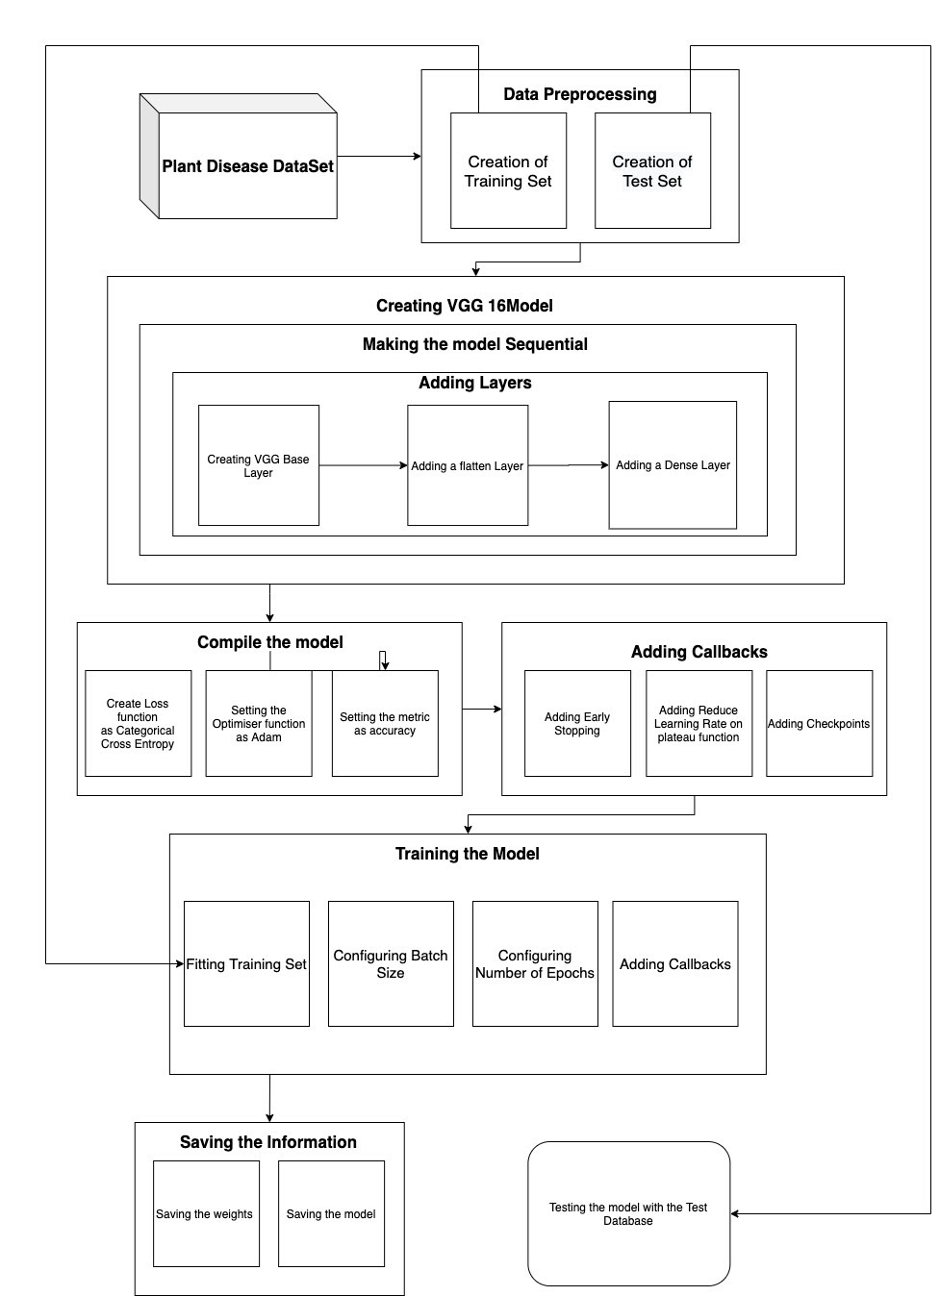 Data Preprocessing
Plant Disease DataSet
Creation of
Training Set
Creation of
Test Set
Creating VGG 16Model
Making the model Sequential
Adding Layers
Creating VGG Base
Layer
Adding a flatten Layer
Adding a Dense Layer
Compile the model
Create Loss
function
as Categorical
Cross Entropy
Setting the
Optimiser function
as Adam
Setting the metric
as accuracy
Adding Callbacks
Adding Early
Stopping
Adding Reduce
Learning Rate on
plateau function
Adding Checkpoints
Training the Model
Fitting Training Set
Configuring Batch
Size
Configuring
Number of Epochs
Adding Callbacks
Saving the Information
Saving the weights
Saving the model
Testing the model with the Test
Database